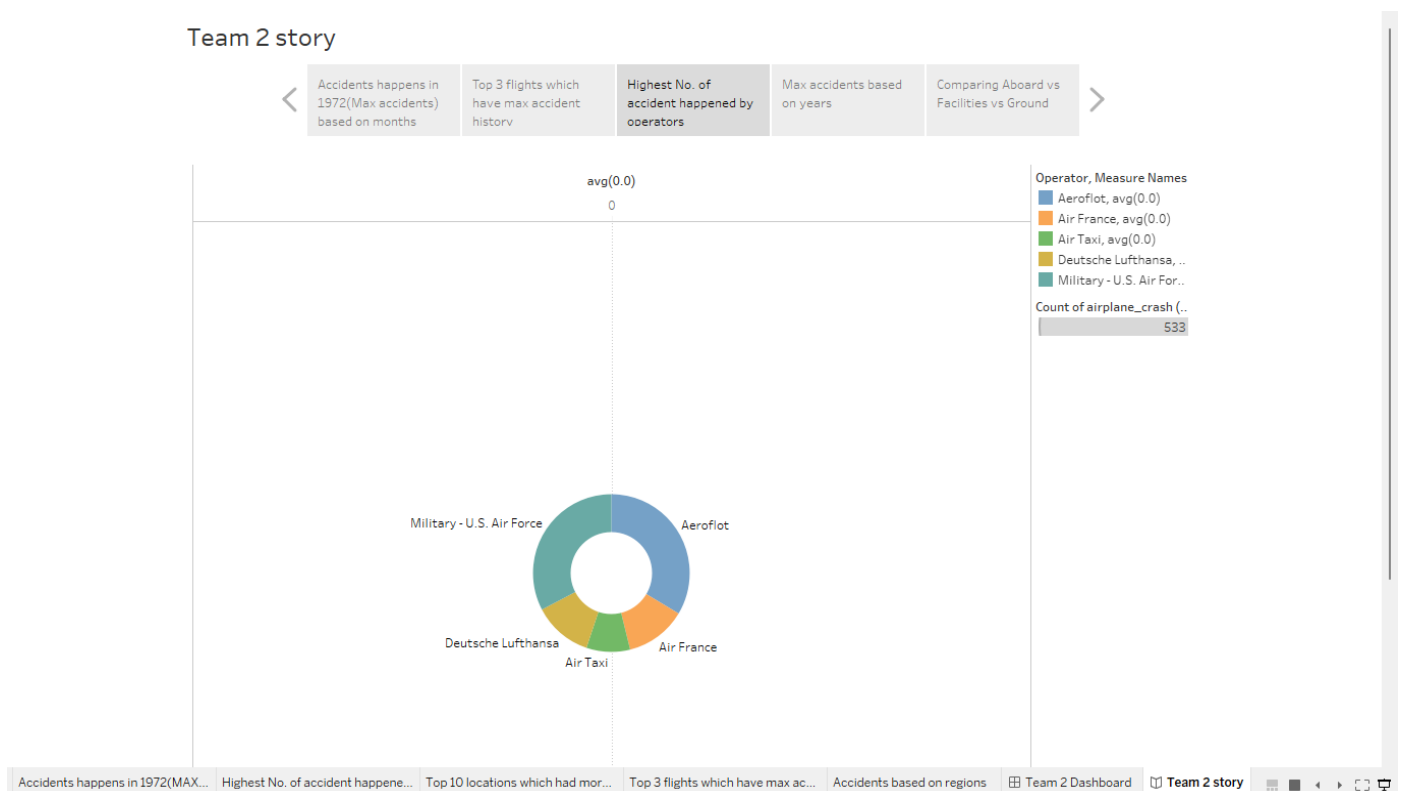 Team 2 story
Accidents happens in
1972(Max accidents)
based on months
Top 3 flights which
have max accident
history
Highest No. of
accident happened by
operators
Max accidents based
on years
Comparing Aboard vs
Facilities vs Ground
avg(0.0)
0
Operator, Measure Names
Aeroflot, avg(0.0)
Air France, avg(0.0)
Air Taxi, avg(0.0)
Deutsche Lufthansa, ..
Military - U.S. Air For..
Count of airplane_crash (..
533
Military - U.S. Air Force
Aeroflot
Deutsche Lufthansa
Air France
Air Taxi
Accidents happens in 1972(MAX...
Highest No. of accident happene...
Top 10 locations which had mor...
Top 3 flights which have max ac...
Accidents based on regions
Team 2 Dashboard
Team 2 story